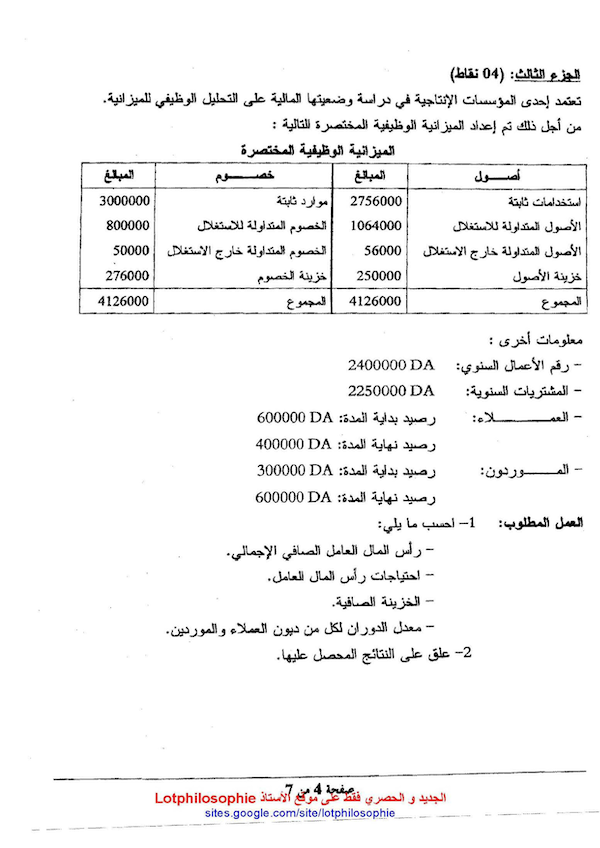 الجزء الثالث: (04 نقاط)
تعتمد إحدى المؤسسات الإنتاجية في دراسة وضعيتها المالية على التحليل الوظيفي للميزانية.
من أجل ذلك تم إعداد الميزانية الوظيفية المختصرة التالية :
الميزانية الوظيفية المختصرة
أصـــول المبالغ خصـــــوم المبالغ
استخدامات ثابتة 2756000 موارد ثابتة 3000000
الأصول المتداولة للاستغلال 1064000 الخصوم المتداولة للاستغلال 800000
الأصول المتداولة خارج الاستغلال 56000 الخصوم المتداولة خارج الاستغلال 50000
خزينة الأصول 250000 خزينة الخصوم 276000
المجموع 4126000 المجموع 4126000
معلومات أخرى :
– رقم الأعمال السنوي: 2400000 DA
– المشتريات السنوية: 2250000 DA
– العمـــــــــلاء: رصيد بداية المدة: 600000 DA
رصيد نهاية المدة: 400000 DA
– المـــــــوردون: رصيد بداية المدة: 300000 DA
رصيد نهاية المدة: 600000 DA
العمل المطلوب: 1– احسب ما يلي:
– رأس المال العامل الصافي الإجمالي.
– احتياجات رأس المال العامل.
– الخزينة الصافية.
– معدل الدوران لكل من ديون العملاء والموردين.
2– علق على النتائج المحصل عليها.
صفحة 4 من 7
الجديد و الحصري فقط على موقع الأستاذ Lotphilosophie
sites.google.com/site/lotphilosophie